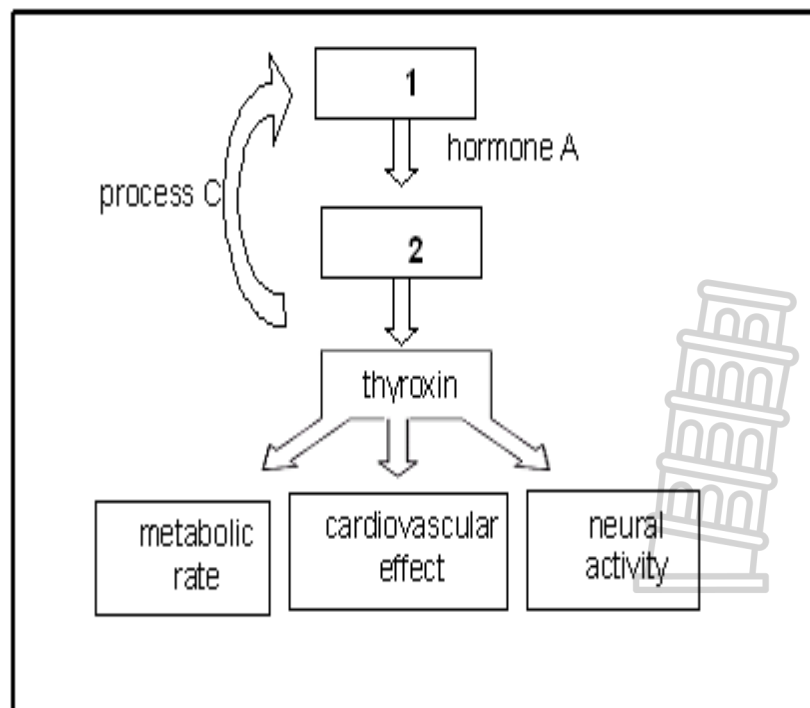 1
hormone A
process C
2
thyroxin
metabolic
rate
cardiovascular
effect
neural
activity